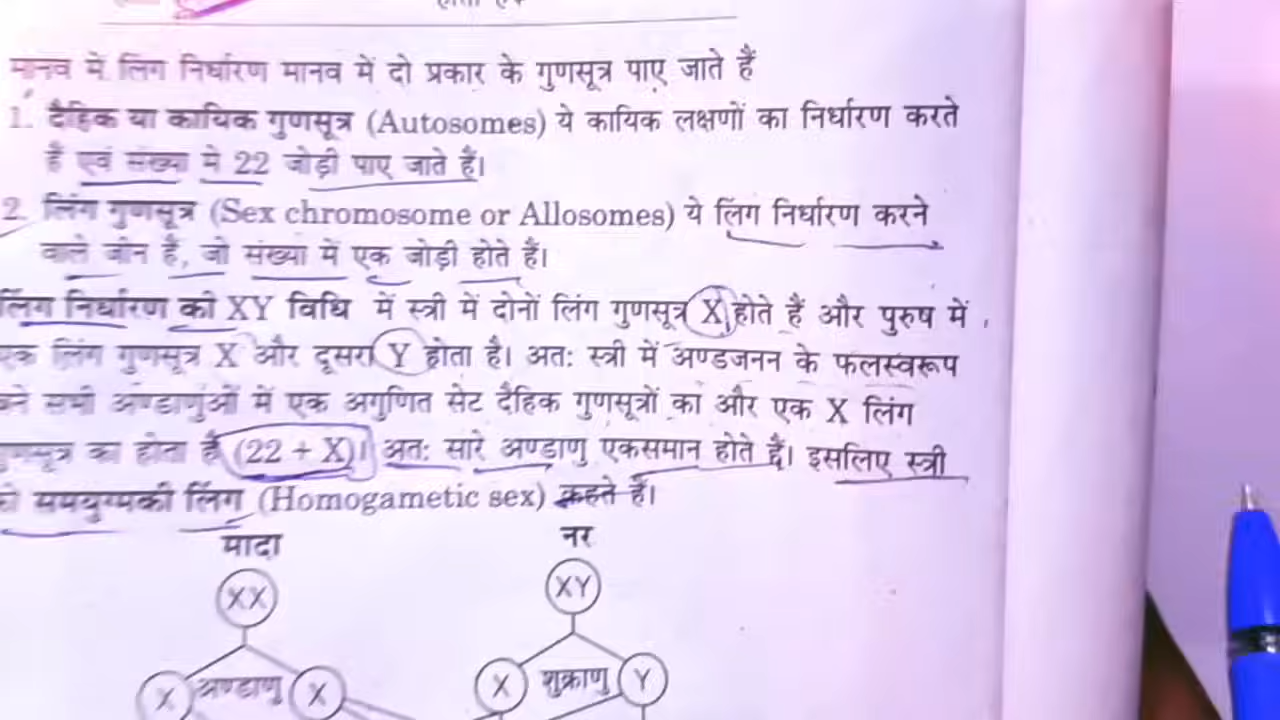 मानव में लिंग निर्धारण मानव में दो प्रकार के गुणसूत्र पाए जाते हैं
1. दैहिक या कायिक गुणसूत्र (Autosomes) ये कायिक लक्षणों का निर्धारण करते
हैं एवं संख्या में 22 जोड़ी पाए जाते हैं।
2. लिंग गुणसूत्र (Sex chromosome or Allosomes) ये लिंग निर्धारण करने
वाले जीन हैं, जो संख्या में एक जोड़ी होते हैं।
लिंग निर्धारण की XY विधि में स्त्री में दोनों लिंग गुणसूत्र X होते हैं और पुरुष में
एक लिंग गुणसूत्र X और दूसरा Y होता है। अतः स्त्री में अण्डजनन के फलस्वरूप
बने सभी अण्डाणुओं में एक अगुणित सेट दैहिक गुणसूत्रों का और एक X लिंग
गुणसूत्र का होता है (22 + X)। अतः सारे अण्डाणु एकसमान होते हैं। इसलिए स्त्री
को समयुग्मकी लिंग (Homogametic sex) कहते हैं।
मादा नर
XX XY
X अण्डाणु X X शुक्राणु Y